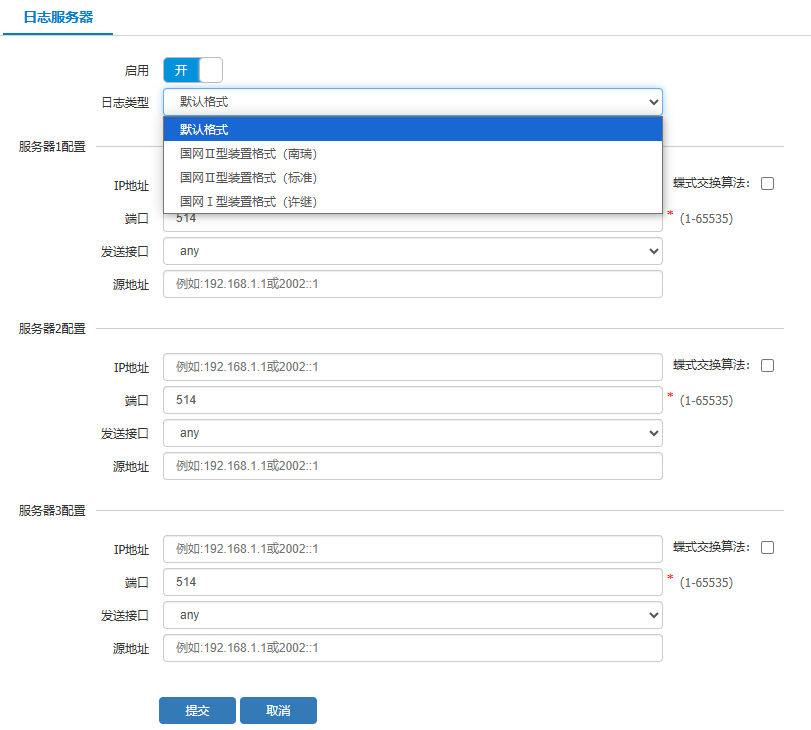 日志服务器
启用 开
日志类型 默认格式
默认格式
国网Ⅱ型装置格式（南瑞）
国网Ⅱ型装置格式（标准）
国网Ⅰ型装置格式（许继）
服务器1配置
IP地址 蝶式交换算法:
端口 514 * (1-65535)
发送接口 any
源地址 例如:192.168.1.1或2002::1
服务器2配置
IP地址 例如:192.168.1.1或2002::1 蝶式交换算法:
端口 514 * (1-65535)
发送接口 any
源地址 例如:192.168.1.1或2002::1
服务器3配置
IP地址 例如:192.168.1.1或2002::1 蝶式交换算法:
端口 514 * (1-65535)
发送接口 any
源地址 例如:192.168.1.1或2002::1
提交 取消